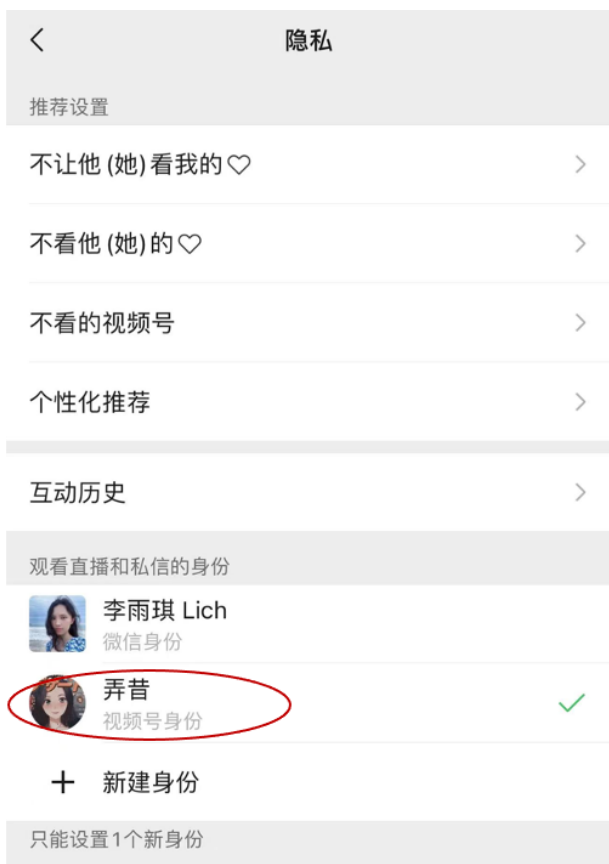 隐私
推荐设置
不让他(她)看我的♡
不看他(她)的♡
不看的视频号
个性化推荐
互动历史
观看直播和私信的身份
李雨琪 Lich
微信身份
弄昔
视频号身份
新建身份
只能设置1个新身份